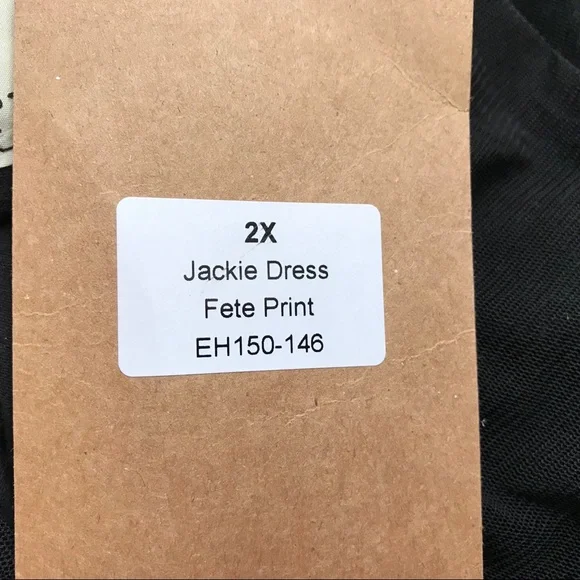 2X
Jackie Dress
Fete Print
EH150-146